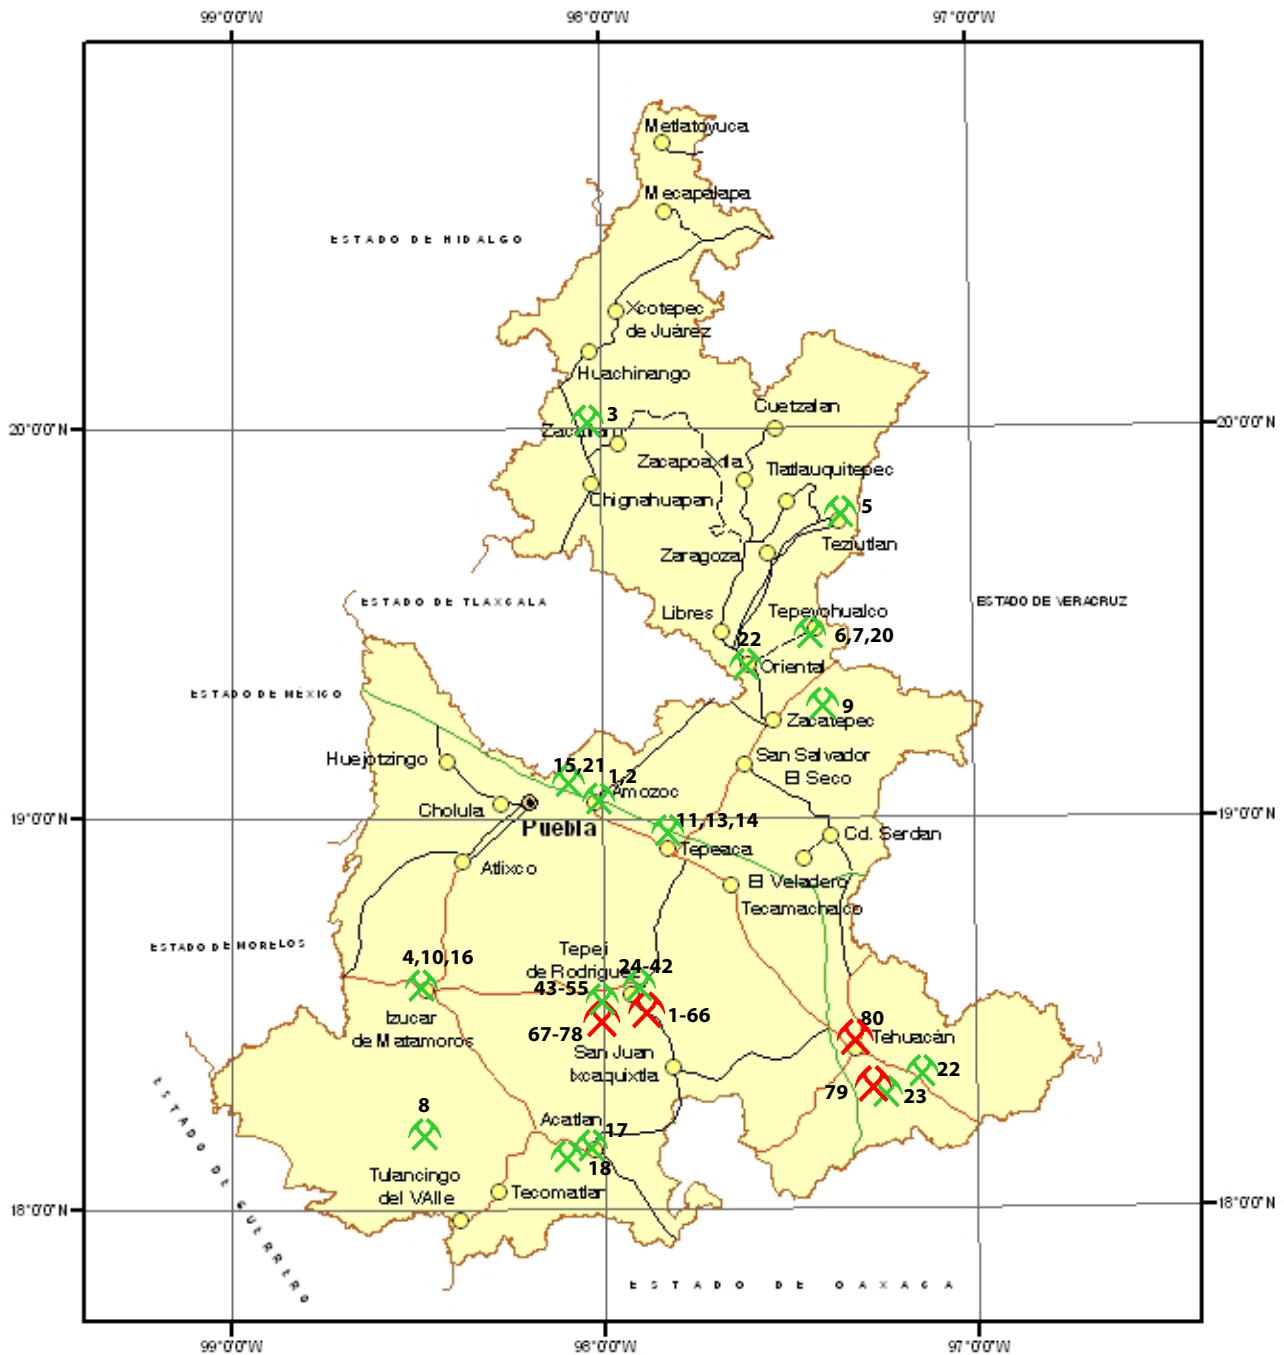 99°0'0"W 98°0'0"W 97°0'0"W
Metlatoyuca
Mecapalapa
ESTADO DE HIDALGO
Xcotepec
de Juárez
Huachinango
Cuetzalan
3
20°0'0"N
20°0'0"N
Zacapoaxtla
Tlatlauquitepec
Chignahuapan
5
Teziutlan
Zaragoza
ESTADO DE TLAXCALA
ESTADO DE VERACRUZ
Libres
Tepeyohualco
22
6,7,20
Oriental
ESTADO DE MÉXICO
9
Zacatepec
San Salvador
El Seco
Huejotzingo
15,21
1,2
Amozoc
Cholula
Puebla
19°0'0"N
19°0'0"N
11,13,14
Cd. Serdan
Tepeaca
Atlixco
El Veladero
Tecamachalco
ESTADO DE MORELOS
4,10,16
Tepeji
de Rodriguez
24-42
43-55
1-66
67-78
80
Izucar
de Matamoros
Tehuacán
San Juan
Ixcaquixtla
22
79
23
8
Acatlan
17
18
Tulancingo
del VAlle
Tecomatlan
18°0'0"N
18°0'0"N
ESTADO DE GUERRERO
ESTADO DE OAXACA
99°0'0"W 98°0'0"W 97°0'0"W